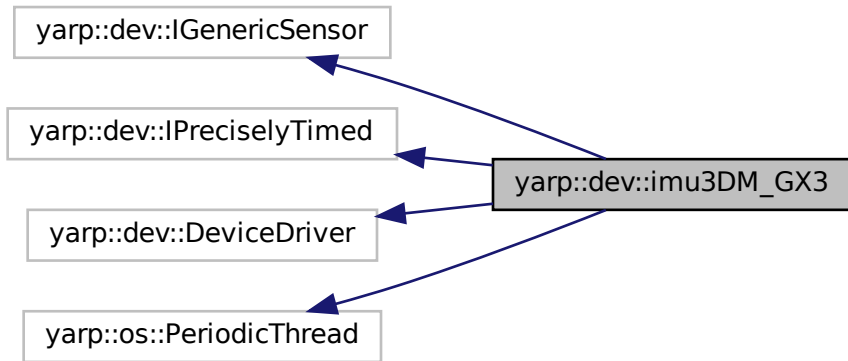 yarp::dev::IGenericSensor
yarp::dev::IPreciselyTimed
yarp::dev::imu3DM_GX3
yarp::dev::DeviceDriver
yarp::os::PeriodicThread